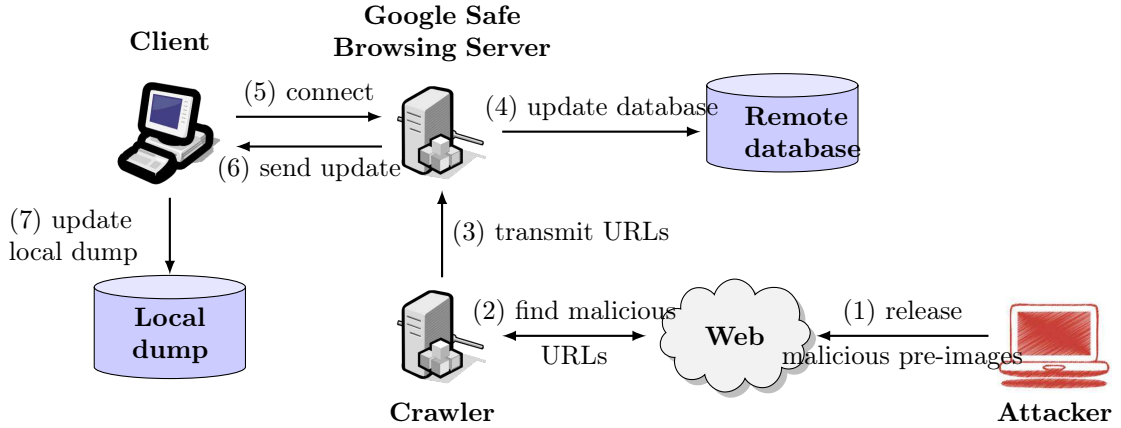 Client
Google Safe
Browsing Server
(5) connect
(6) send update
(4) update database
Remote
database
(7) update
local dump
(3) transmit URLs
Local
dump
(2) find malicious
URLs
Web
(1) release
malicious pre-images
Crawler
Attacker